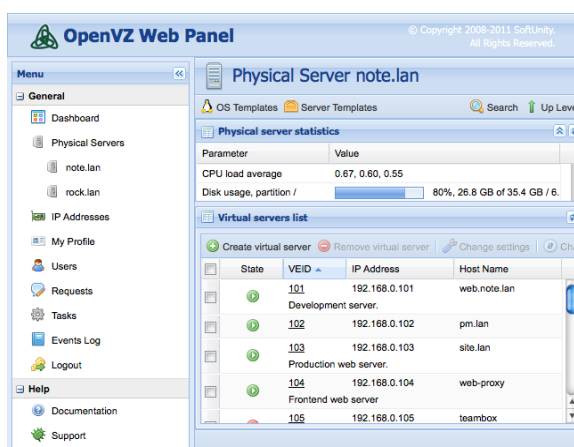 OpenVZ Web Panel
© Copyright 2008-2011 SoftUnity.
All Rights Reserved.
Menu
General
Dashboard
Physical Servers
note.lan
rock.lan
IP Addresses
My Profile
Users
Requests
Tasks
Events Log
Logout
Help
Documentation
Support
Physical Server note.lan
OS Templates Server Templates Search Up Leve
Physical server statistics
Parameter Value
CPU load average 0.67, 0.60, 0.55
Disk usage, partition / 80%, 26.8 GB of 35.4 GB / 6.
Virtual servers list
Create virtual server Remove virtual server Change settings Ch
State VEID IP Address Host Name
101 192.168.0.101 web.note.lan
Development server.
102 192.168.0.102 pm.lan
103 192.168.0.103 site.lan
Production web server.
104 192.168.0.104 web-proxy
Frontend web server
105 192.168.0.105 teambox